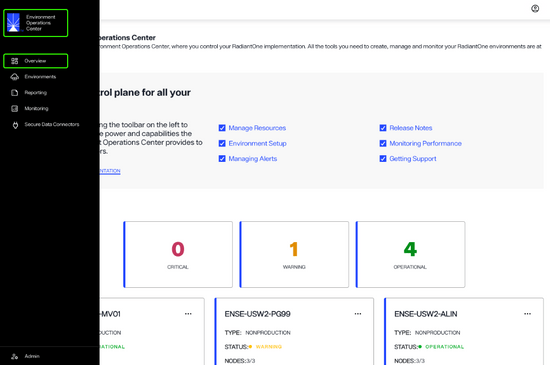 Environment
Operations
Center
Overview
Environments
Reporting
Monitoring
Secure Data Connectors
Admin
perations Center
ronment Operations Center, where you control your RadiantOne implementation. All the tools you need to create, manage and monitor your RadiantOne environments are at
trol plane for all your
ng the toolbar on the left to
e power and capabilities the
t Operations Center provides to
rs.
NTATION
Manage Resources
Environment Setup
Managing Alerts
Release Notes
Monitoring Performance
Getting Support
0
CRITICAL
1
WARNING
4
OPERATIONAL
-MV01 ...
DUCTION
RATIONAL
ENSE-USW2-PG99 ...
TYPE: NONPRODUCTION
STATUS: WARNING
NODES:3/3
ENSE-USW2-ALIN ...
TYPE: NONPRODUCTION
STATUS: OPERATIONAL
NODES:3/3